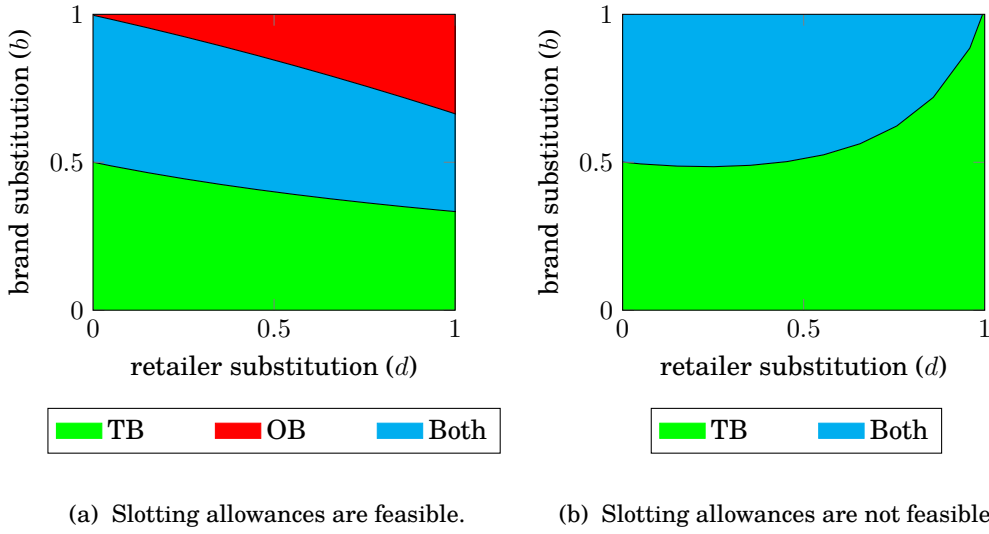 1
0.5
0
0
0.5
1
brand substitution (b)
retailer substitution (d)
TB OB Both
(a) Slotting allowances are feasible.
1
0.5
0
0
0.5
1
brand substitution (b)
retailer substitution (d)
TB Both
(b) Slotting allowances are not feasible